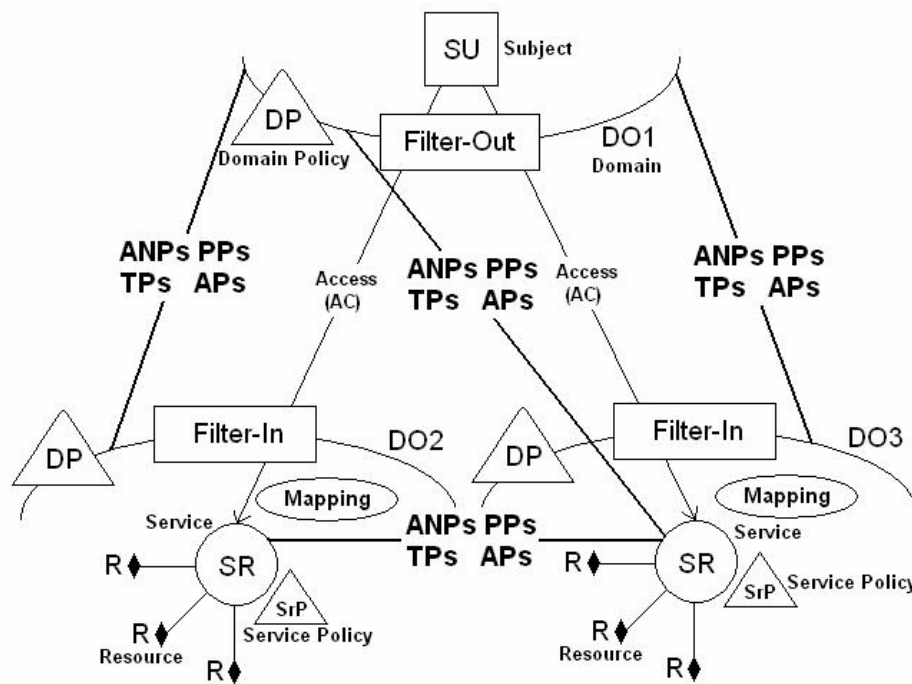 SU
Subject
DP
Domain Policy
Filter-Out
DO1
Domain
ANPs PPs
TPs APs
Access
(AC)
ANPs PPs
TPs APs
Access
(AC)
ANPs PPs
TPs APs
DP
Filter-In
DO2
DP
Filter-In
DO3
Mapping
Mapping
Service
ANPs PPs
TPs APs
Service
R
SR
SrP
Service Policy
R
Resource
R
R
SR
SrP
Service Policy
R
Resource
R